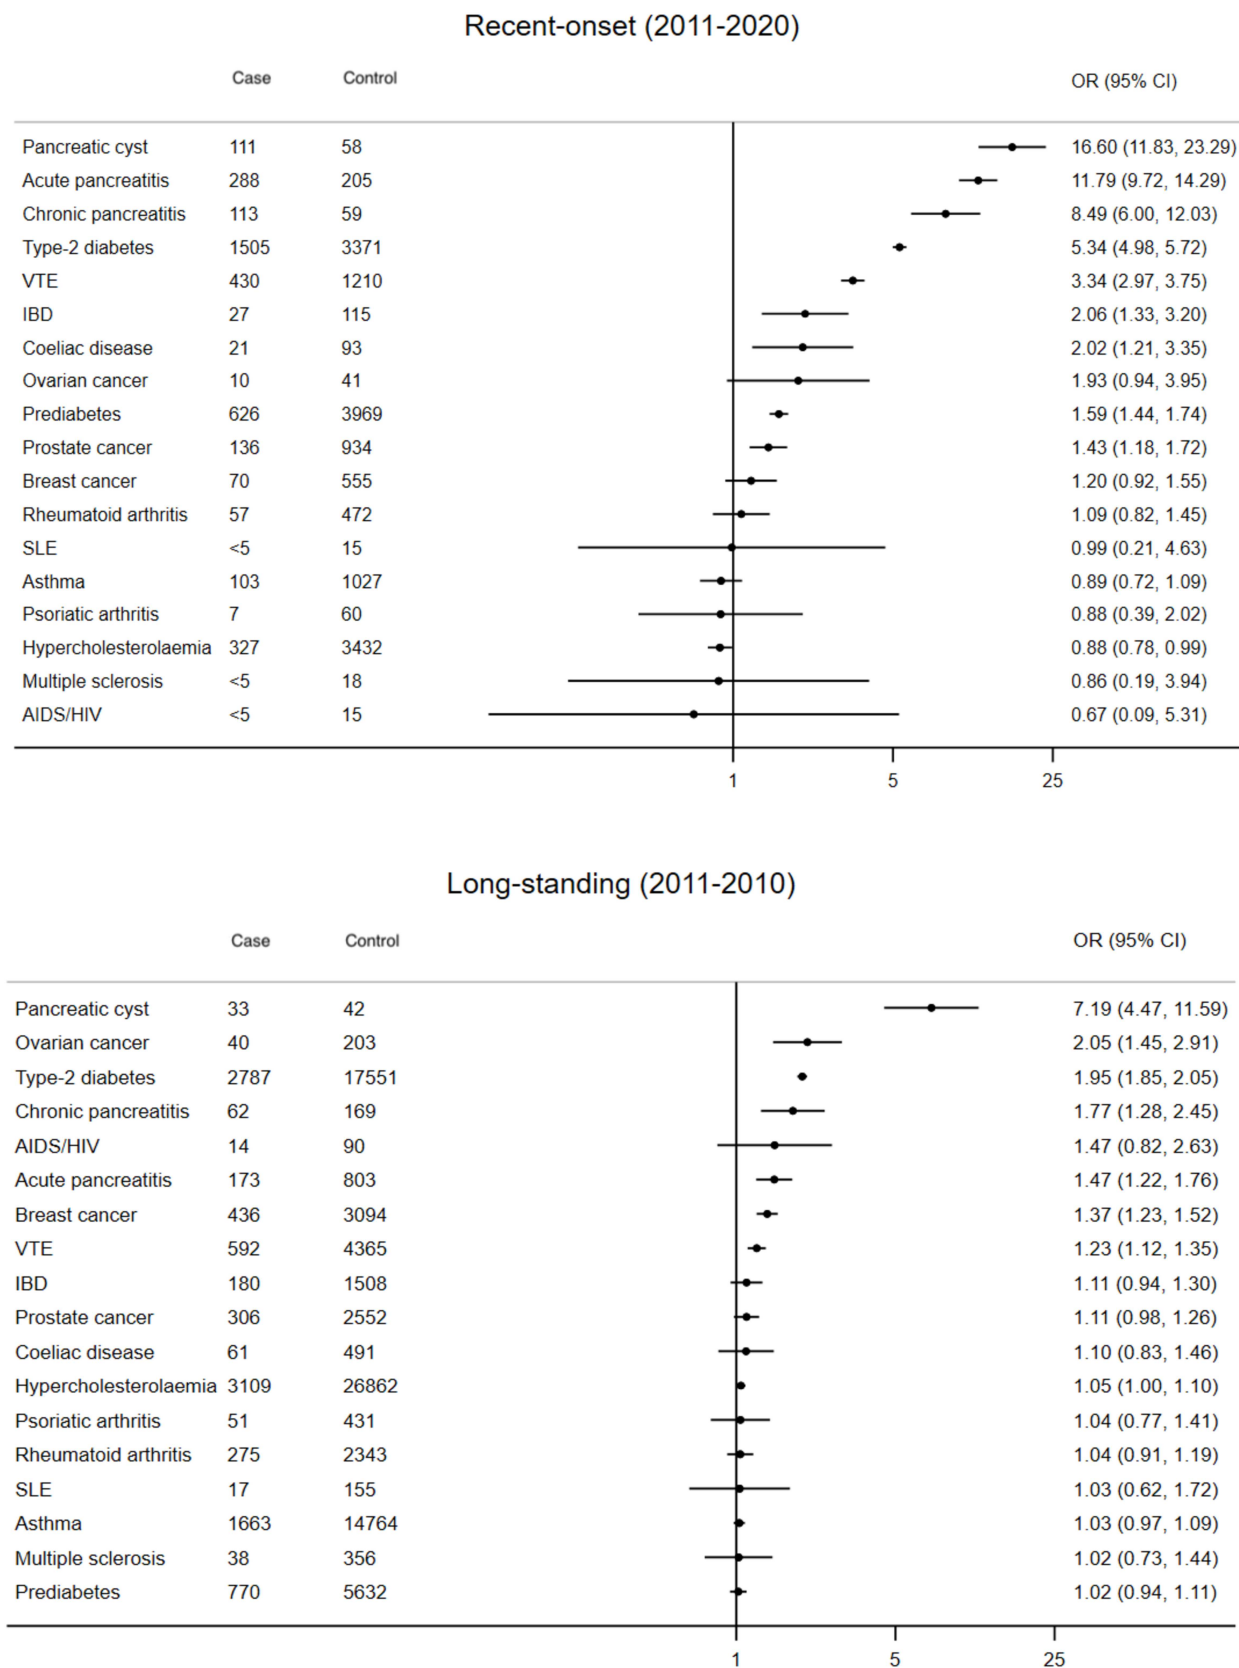 Recent-onset (2011-2020)
Case Control OR (95% CI)
Pancreatic cyst 111 58 16.60 (11.83, 23.29)
Acute pancreatitis 288 205 11.79 (9.72, 14.29)
Chronic pancreatitis 113 59 8.49 (6.00, 12.03)
Type-2 diabetes 1505 3371 5.34 (4.98, 5.72)
VTE 430 1210 3.34 (2.97, 3.75)
IBD 27 115 2.06 (1.33, 3.20)
Coeliac disease 21 93 2.02 (1.21, 3.35)
Ovarian cancer 10 41 1.93 (0.94, 3.95)
Prediabetes 626 3969 1.59 (1.44, 1.74)
Prostate cancer 136 934 1.43 (1.18, 1.72)
Breast cancer 70 555 1.20 (0.92, 1.55)
Rheumatoid arthritis 57 472 1.09 (0.82, 1.45)
SLE <5 15 0.99 (0.21, 4.63)
Asthma 103 1027 0.89 (0.72, 1.09)
Psoriatic arthritis 7 60 0.88 (0.39, 2.02)
Hypercholesterolaemia 327 3432 0.88 (0.78, 0.99)
Multiple sclerosis <5 18 0.86 (0.19, 3.94)
AIDS/HIV <5 15 0.67 (0.09, 5.31)
1 5 25
Long-standing (2011-2010)
Case Control OR (95% CI)
Pancreatic cyst 33 42 7.19 (4.47, 11.59)
Ovarian cancer 40 203 2.05 (1.45, 2.91)
Type-2 diabetes 2787 17551 1.95 (1.85, 2.05)
Chronic pancreatitis 62 169 1.77 (1.28, 2.45)
AIDS/HIV 14 90 1.47 (0.82, 2.63)
Acute pancreatitis 173 803 1.47 (1.22, 1.76)
Breast cancer 436 3094 1.37 (1.23, 1.52)
VTE 592 4365 1.23 (1.12, 1.35)
IBD 180 1508 1.11 (0.94, 1.30)
Prostate cancer 306 2552 1.11 (0.98, 1.26)
Coeliac disease 61 491 1.10 (0.83, 1.46)
Hypercholesterolaemia 3109 26862 1.05 (1.00, 1.10)
Psoriatic arthritis 51 431 1.04 (0.77, 1.41)
Rheumatoid arthritis 275 2343 1.04 (0.91, 1.19)
SLE 17 155 1.03 (0.62, 1.72)
Asthma 1663 14764 1.03 (0.97, 1.09)
Multiple sclerosis 38 356 1.02 (0.73, 1.44)
Prediabetes 770 5632 1.02 (0.94, 1.11)
1 5 25